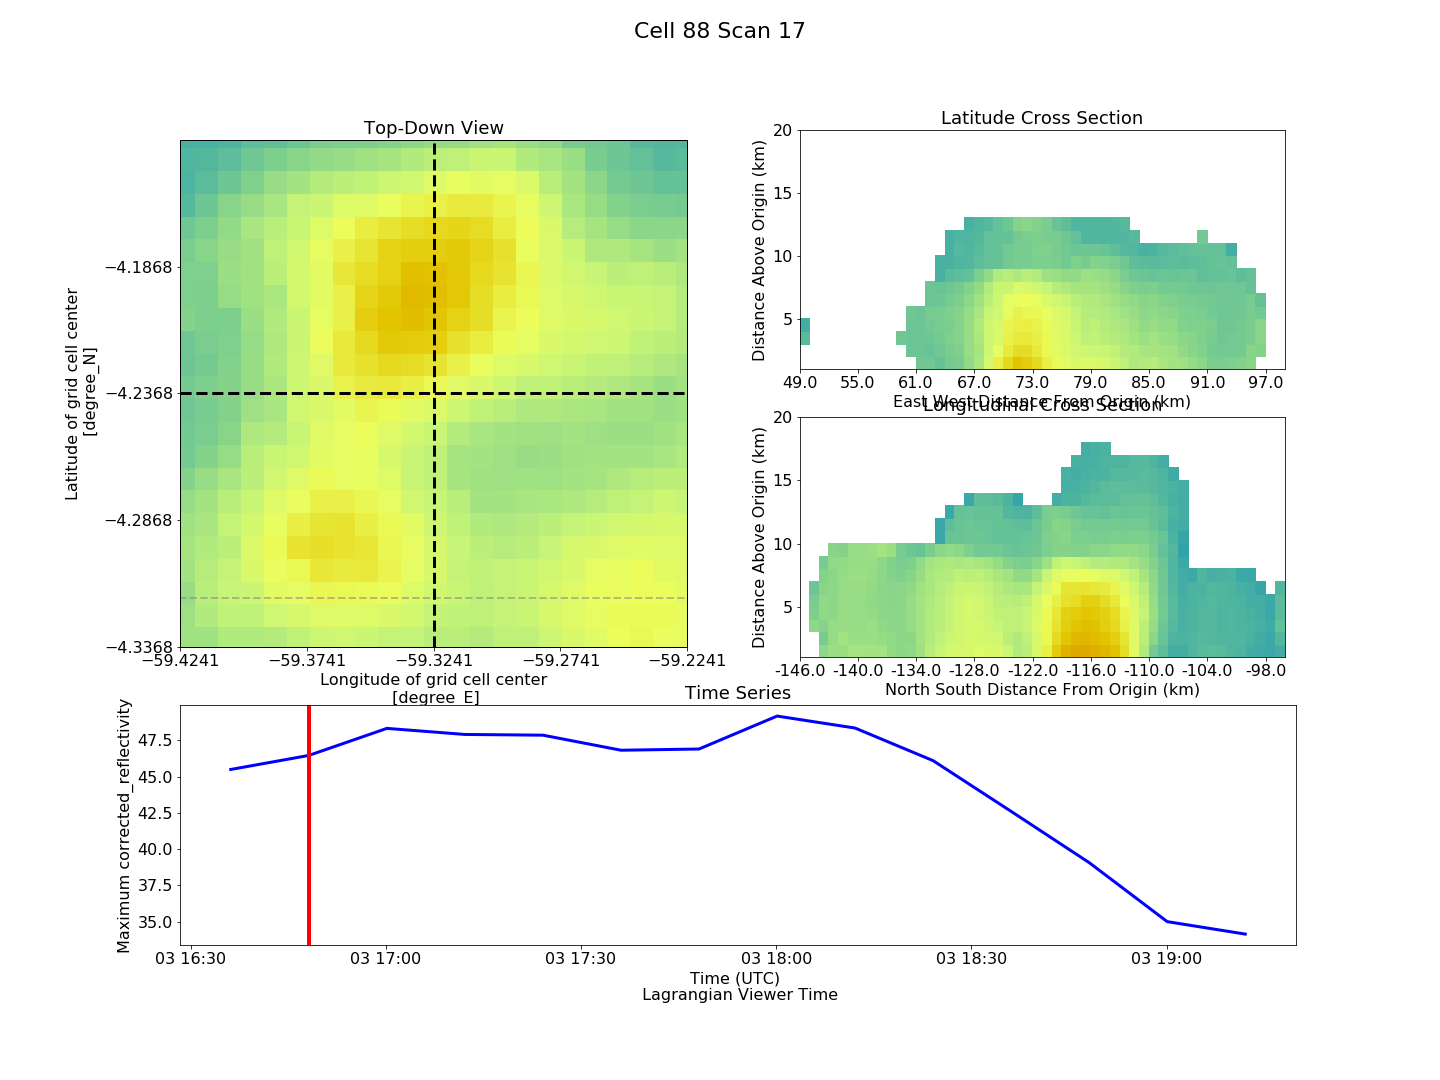 Cell 88 Scan 17
Top-Down View
Latitude of grid cell center
[degree_N]
−4.1868
−4.2368
−4.2868
−4.3368
−59.4241 −59.3741 −59.3241 −59.2741 −59.2241
Longitude of grid cell center
[degree_E]
Latitude Cross Section
Distance Above Origin (km)
20
15
10
5
49.0 55.0 61.0 67.0 73.0 79.0 85.0 91.0 97.0
East West Distance From Origin (km)
Longitudinal Cross Section
Distance Above Origin (km)
20
15
10
5
-146.0 -140.0 -134.0 -128.0 -122.0 -116.0 -110.0 -104.0 -98.0
North South Distance From Origin (km)
Time Series
Maximum corrected_reflectivity
47.5
45.0
42.5
40.0
37.5
35.0
03 16:30 03 17:00 03 17:30 03 18:00 03 18:30 03 19:00
Time (UTC)
Lagrangian Viewer Time